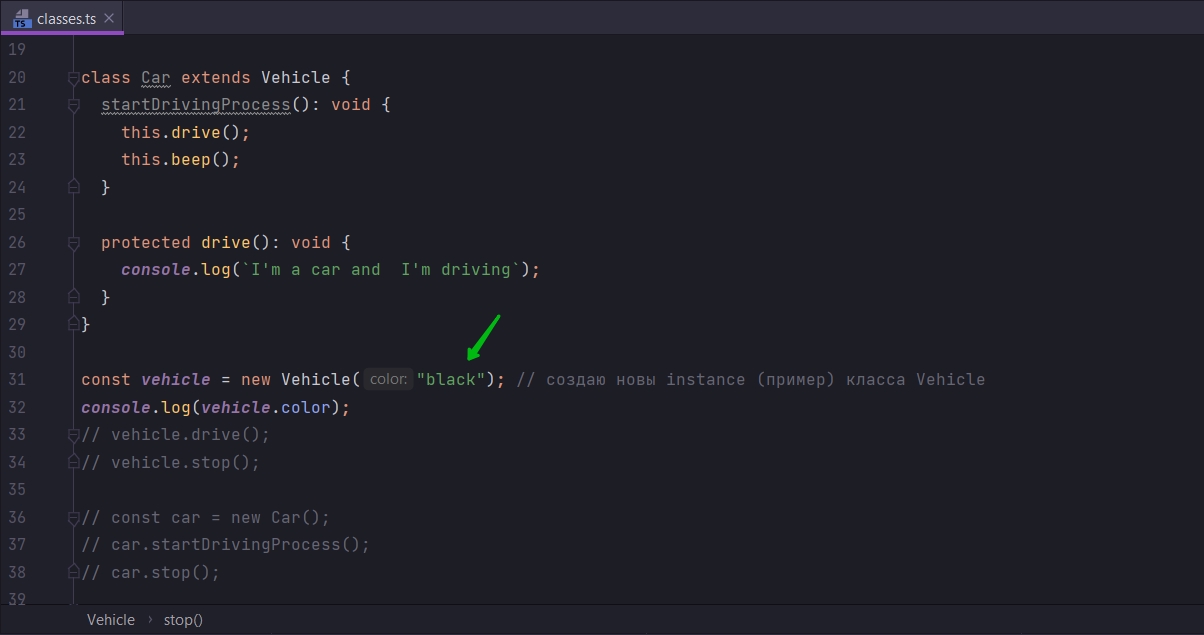 classes.ts
19
20 class Car extends Vehicle {
21 startDrivingProcess(): void {
22 this.drive();
23 this.beep();
24 }
25
26 protected drive(): void {
27 console.log(`I'm a car and  I'm driving`);
28 }
29 }
30
31 const vehicle = new Vehicle( color: "black"); // создаю новы instance (пример) класса Vehicle
32 console.log(vehicle.color);
33 // vehicle.drive();
34 // vehicle.stop();
35
36 // const car = new Car();
37 // car.startDrivingProcess();
38 // car.stop();
39
Vehicle › stop()